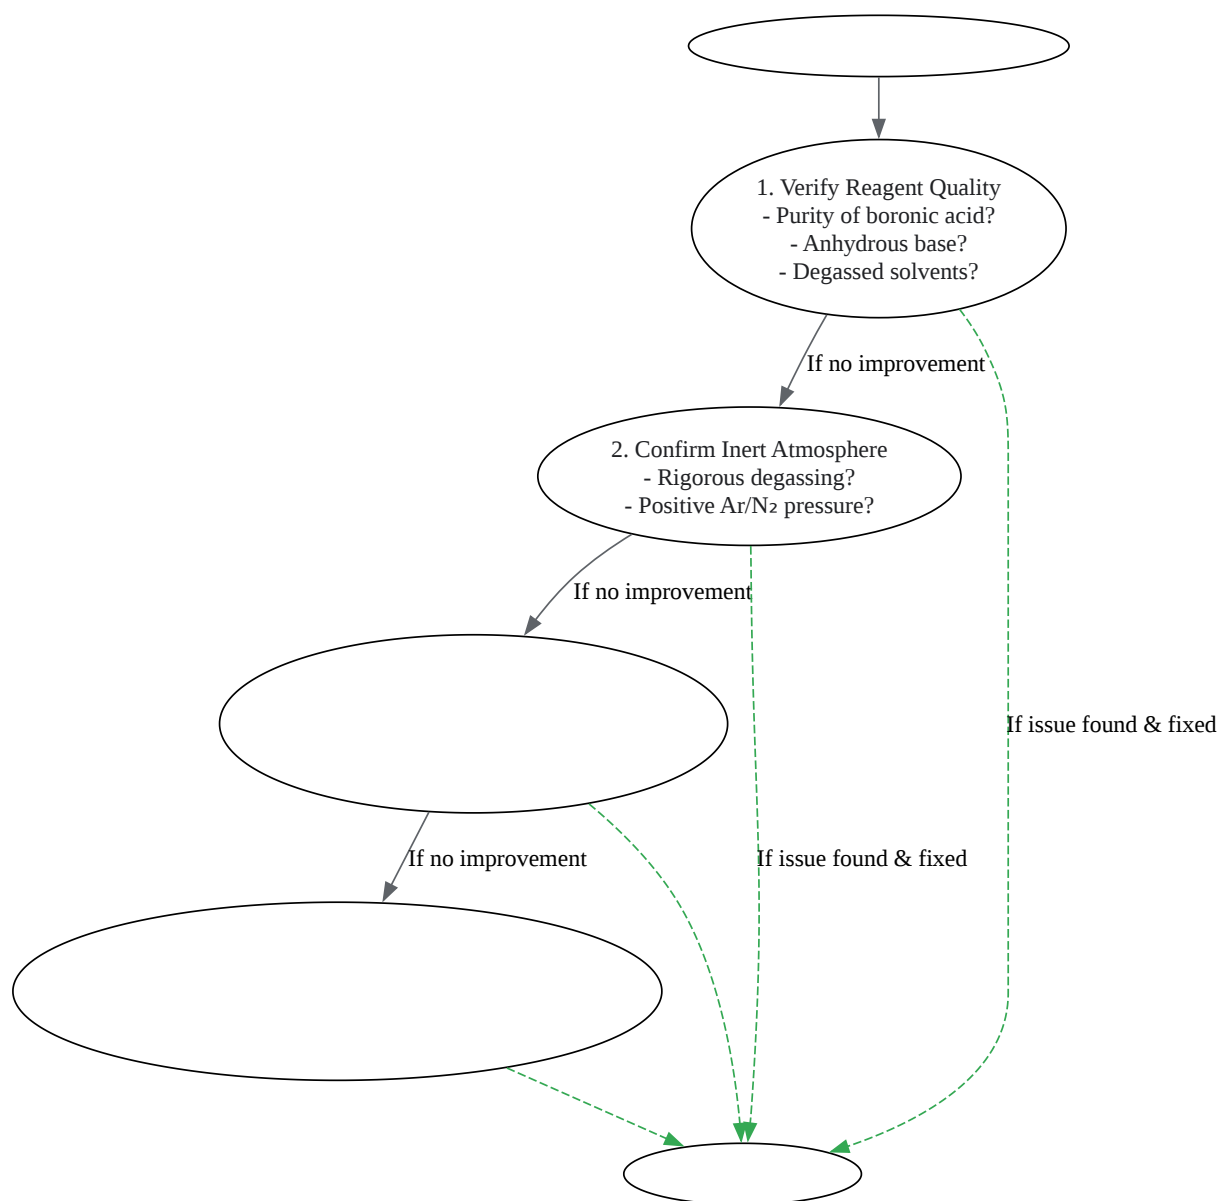 1. Verify Reagent Quality
- Purity of boronic acid?
- Anhydrous base?
- Degassed solvents?
If no improvement
2. Confirm Inert Atmosphere
- Rigorous degassing?
- Positive Ar/N₂ pressure?
If no improvement
If issue found & fixed
If no improvement
If issue found & fixed